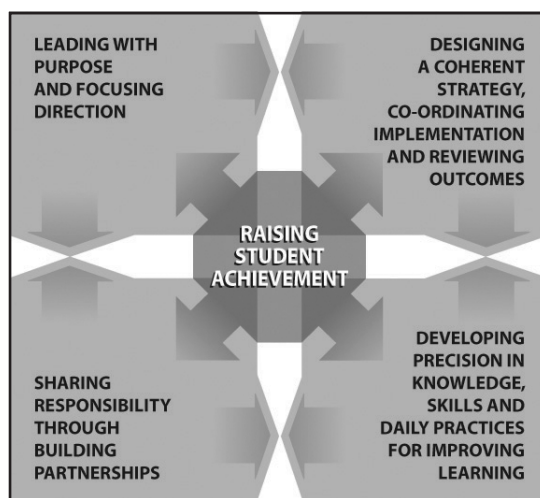 LEADING WITH
PURPOSE
AND FOCUSING
DIRECTION
DESIGNING
A COHERENT
STRATEGY,
CO-ORDINATING
IMPLEMENTATION
AND REVIEWING
OUTCOMES
RAISING
STUDENT
ACHIEVEMENT
SHARING
RESPONSIBILITY
THROUGH
BUILDING
PARTNERSHIPS
DEVELOPING
PRECISION IN
KNOWLEDGE,
SKILLS AND
DAILY PRACTICES
FOR IMPROVING
LEARNING